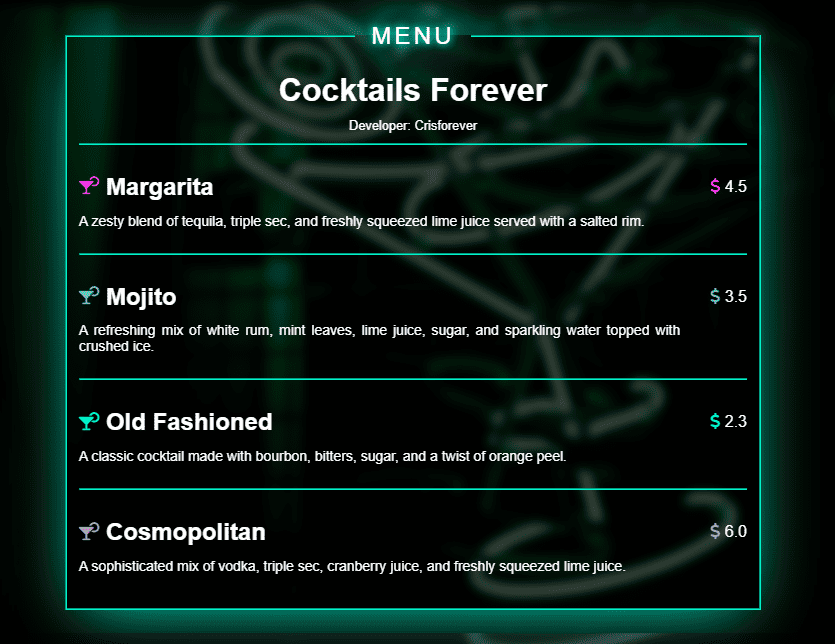 MENU
Cocktails Forever
Developer: Crisforever
Margarita $ 4.5
A zesty blend of tequila, triple sec, and freshly squeezed lime juice served with a salted rim.
Mojito $ 3.5
A refreshing mix of white rum, mint leaves, lime juice, sugar, and sparkling water topped with
crushed ice.
Old Fashioned $ 2.3
A classic cocktail made with bourbon, bitters, sugar, and a twist of orange peel.
Cosmopolitan $ 6.0
A sophisticated mix of vodka, triple sec, cranberry juice, and freshly squeezed lime juice.